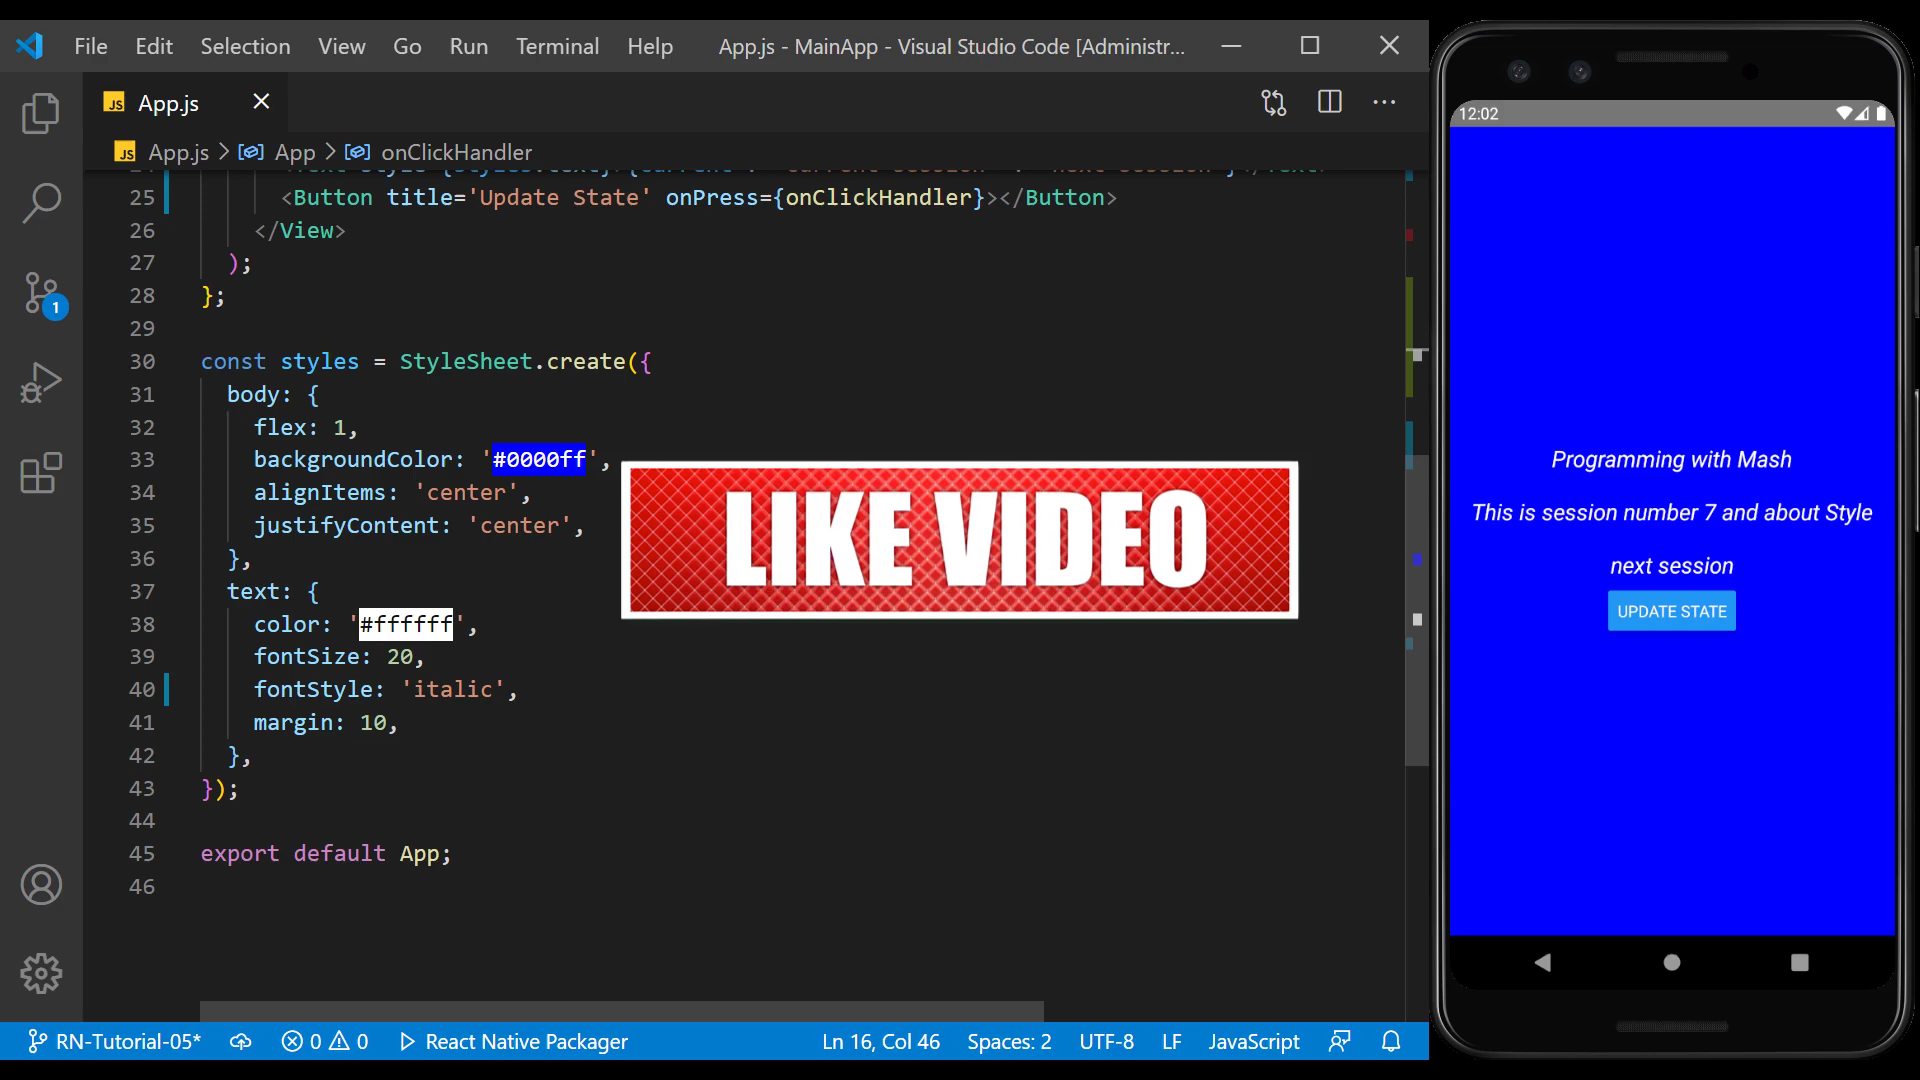 File Edit Selection View Go Run Terminal Help App.js - MainApp - Visual Studio Code [Administr...
JS App.js
JS App.js > App > onClickHandler
25 <Button title='Update State' onPress={onClickHandler}></Button>
26 </View>
27 );
28 };
29
30 const styles = StyleSheet.create({
31 body: {
32 flex: 1,
33 backgroundColor: '#0000ff',
34 alignItems: 'center',
35 justifyContent: 'center',
36 },
37 text: {
38 color: '#ffffff',
39 fontSize: 20,
40 fontStyle: 'italic',
41 margin: 10,
42 },
43 });
44
45 export default App;
46
1
LIKE VIDEO
RN-Tutorial-05* 0 0 React Native Packager Ln 16, Col 46 Spaces: 2 UTF-8 LF JavaScript
12:02
Programming with Mash
This is session number 7 and about Style
next session
UPDATE STATE